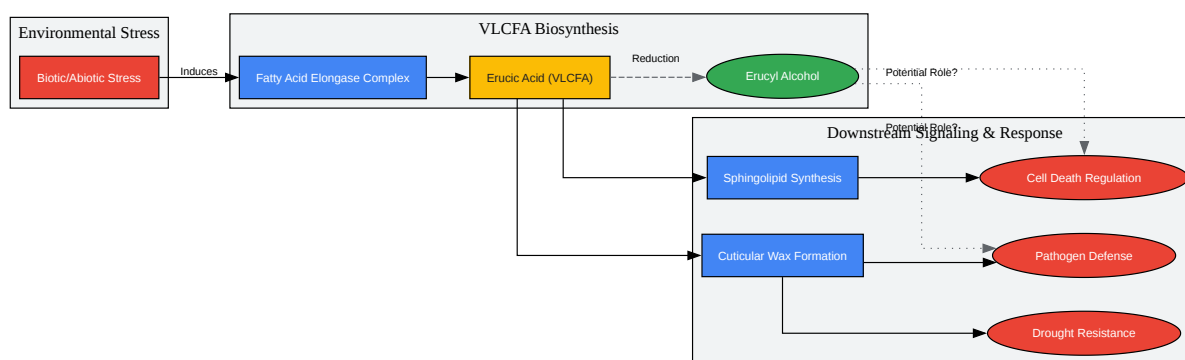 Environmental Stress
VLCFA Biosynthesis
Biotic/Abiotic Stress
Induces
Fatty Acid Elongase Complex
Erucic Acid (VLCFA)
Reduction
Erucyl Alcohol
Potential Role?
Potential Role?
Downstream Signaling & Response
Sphingolipid Synthesis
Cell Death Regulation
Cuticular Wax Formation
Pathogen Defense
Drought Resistance